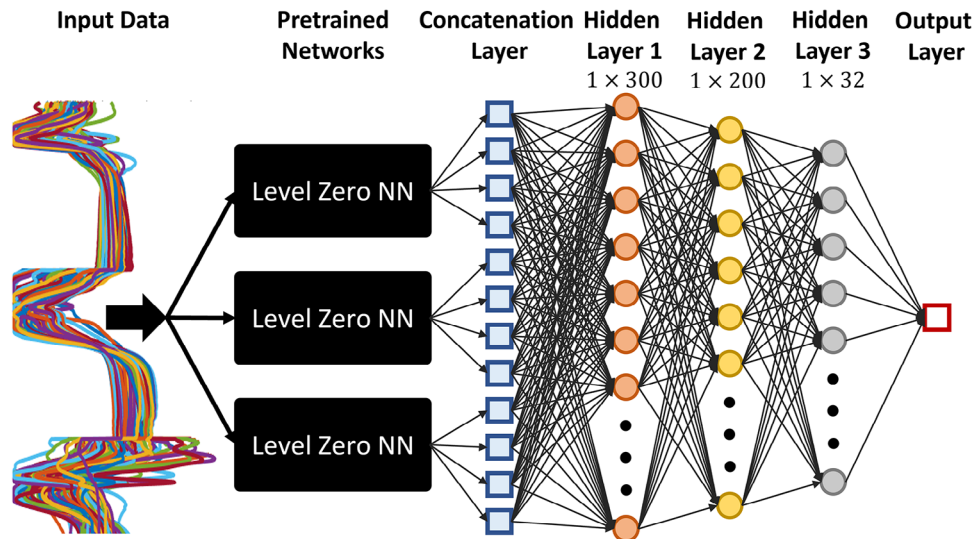 Input Data
Pretrained
Networks
Concatenation
Layer
Hidden
Layer 1
1 × 300
Hidden
Layer 2
1 × 200
Hidden
Layer 3
1 × 32
Output
Layer
Level Zero NN
Level Zero NN
Level Zero NN